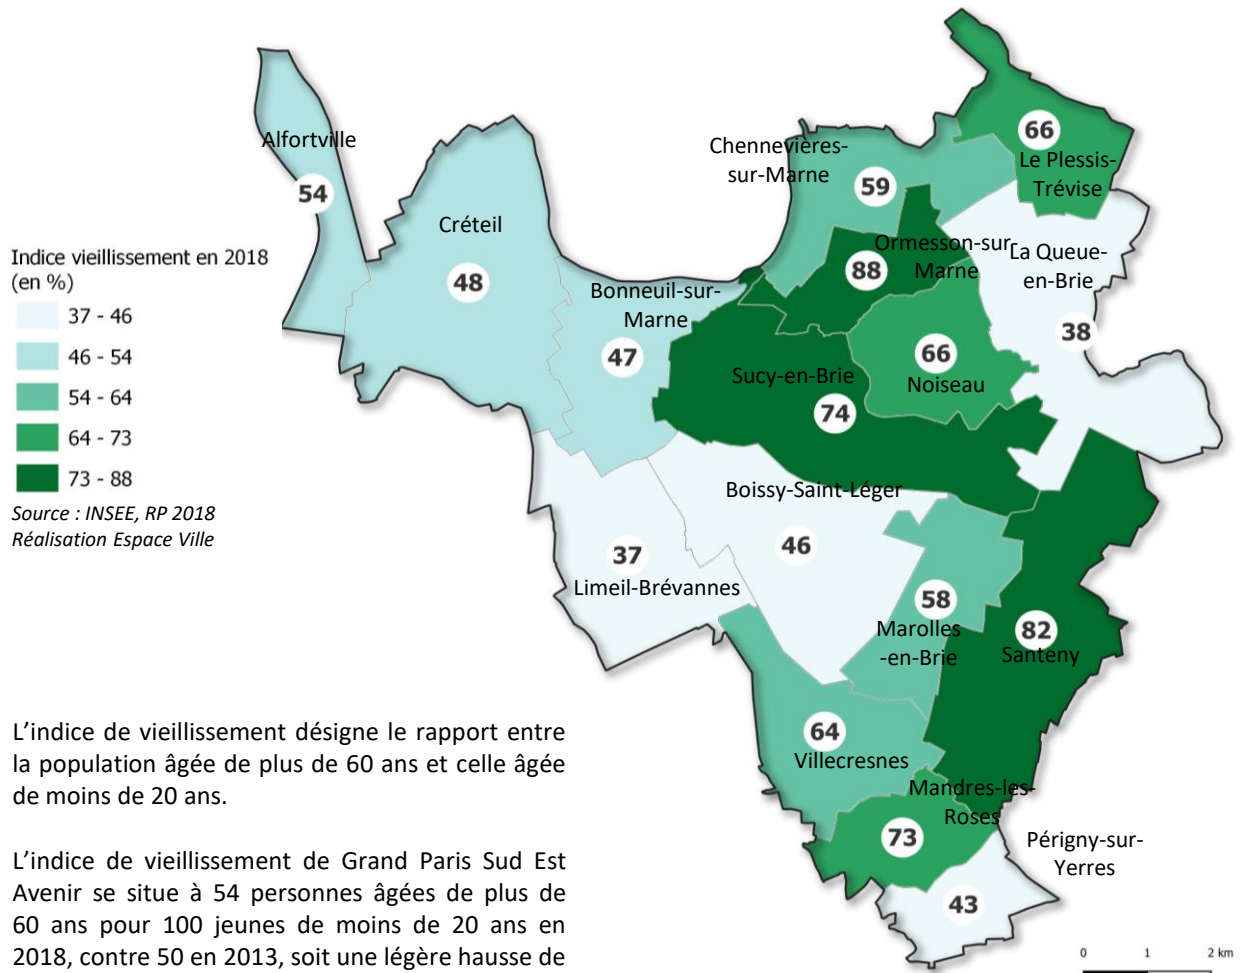 Alfortville
54
Créteil
48
Chennevières-
sur-Marne
59
66
Le Plessis-
Trévise
Ormesson-sur
Marne
88
La Queue-
en-Brie
38
Bonneuil-sur-
Marne
47
66
Noiseau
Sucy-en-Brie
74
Indice vieillissement en 2018
(en %)
37 - 46
46 - 54
54 - 64
64 - 73
73 - 88
Source : INSEE, RP 2018
Réalisation Espace Ville
Boissy-Saint-Léger
46
37
Limeil-Brévannes
58
Marolles
-en-Brie
82
Santeny
64
Villecresnes
Mandres-les-
Roses
73
Périgny-sur-
Yerres
43
L'indice de vieillissement désigne le rapport entre
la population âgée de plus de 60 ans et celle âgée
de moins de 20 ans.
L'indice de vieillissement de Grand Paris Sud Est
Avenir se situe à 54 personnes âgées de plus de
60 ans pour 100 jeunes de moins de 20 ans en
2018, contre 50 en 2013, soit une légère hausse de
0 1 2 km